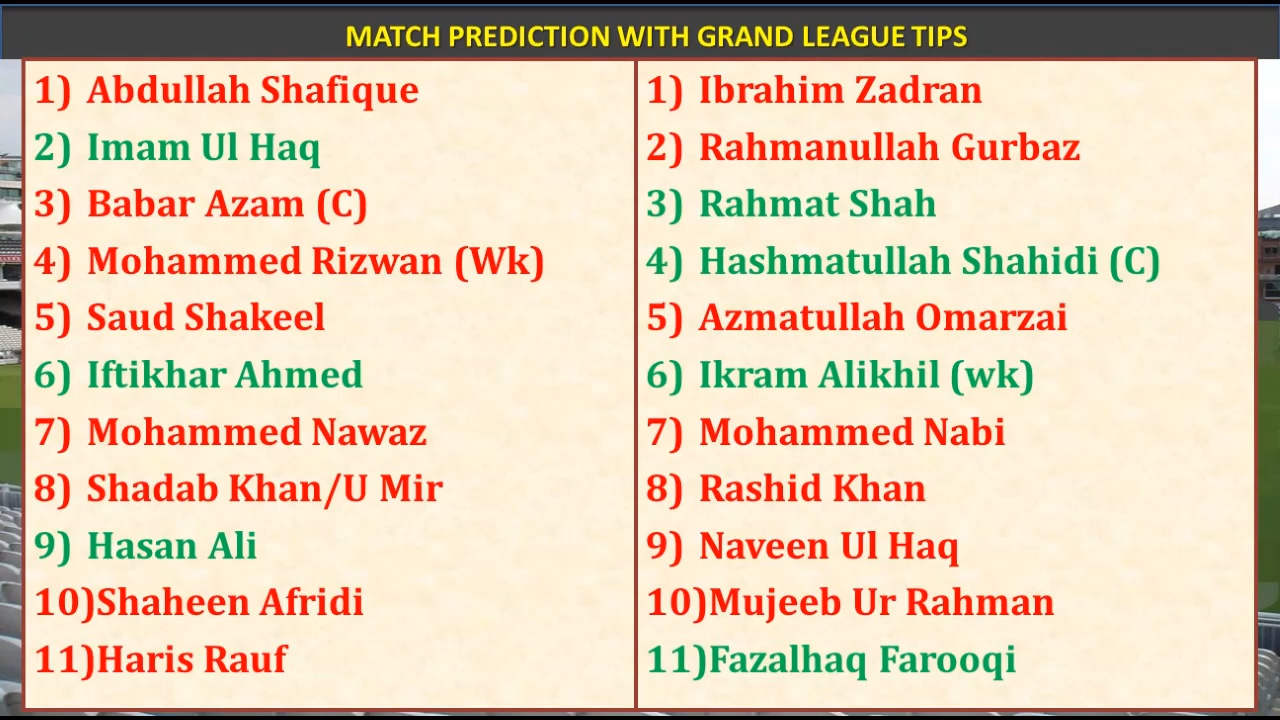 MATCH PREDICTION WITH GRAND LEAGUE TIPS
1) Abdullah Shafique
2) Imam Ul Haq
3) Babar Azam (C)
4) Mohammed Rizwan (Wk)
5) Saud Shakeel
6) Iftikhar Ahmed
7) Mohammed Nawaz
8) Shadab Khan/U Mir
9) Hasan Ali
10)Shaheen Afridi
11)Haris Rauf
1) Ibrahim Zadran
2) Rahmanullah Gurbaz
3) Rahmat Shah
4) Hashmatullah Shahidi (C)
5) Azmatullah Omarzai
6) Ikram Alikhil (wk)
7) Mohammed Nabi
8) Rashid Khan
9) Naveen Ul Haq
10)Mujeeb Ur Rahman
11)Fazalhaq Farooqi